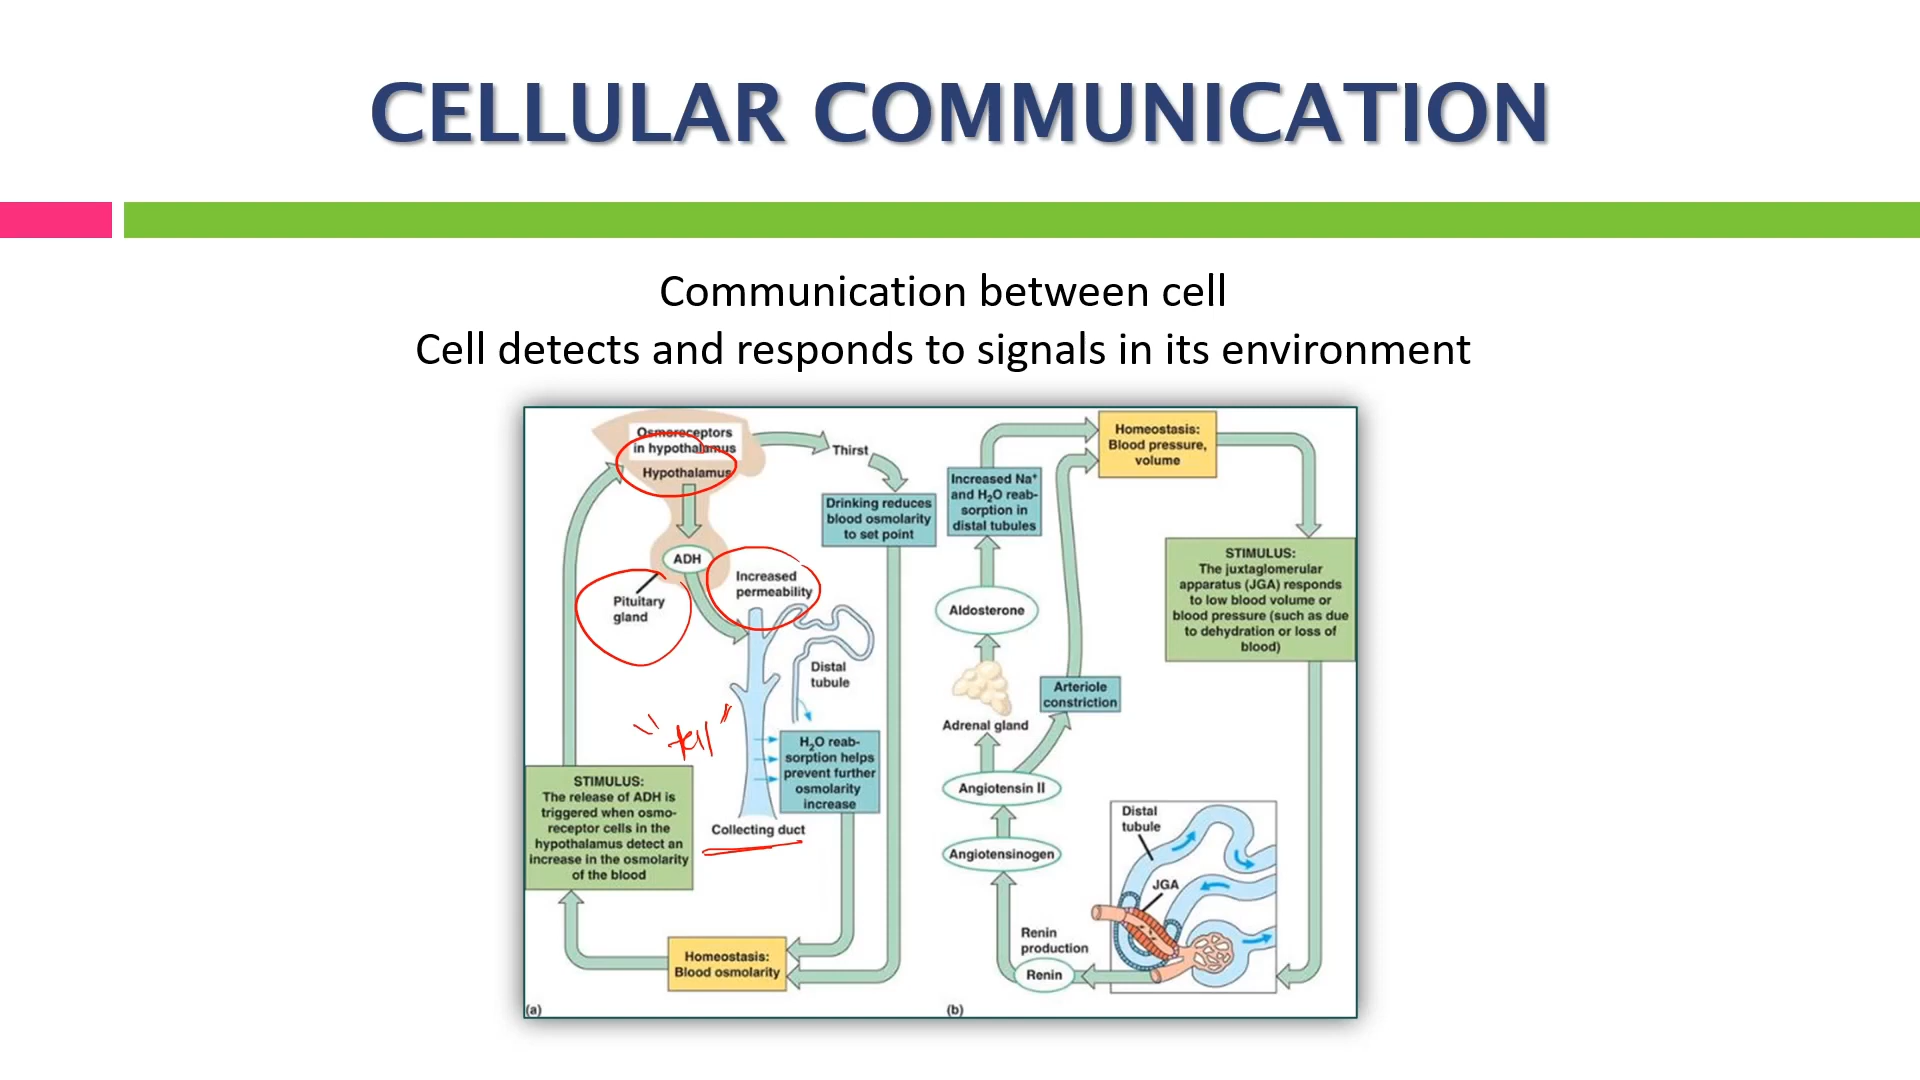 CELLULAR COMMUNICATION
Communication between cell
Cell detects and responds to signals in its environment
Osmoreceptors
in hypothalamus
Hypothalamus
Thirst
Drinking reduces
blood osmolarity
to set point
ADH
Increased
permeability
Pituitary
gland
Distal
tubule
"tell"
H₂O reab-
sorption helps
prevent further
osmolarity
increase
STIMULUS:
The release of ADH is
triggered when osmo-
receptor cells in the
hypothalamus detect an
increase in the osmolarity
of the blood
Collecting duct
Homeostasis:
Blood osmolarity
(a)
Homeostasis:
Blood pressure,
volume
Increased Na⁺
and H₂O reab-
sorption in
distal tubules
STIMULUS:
The juxtaglomerular
apparatus (JGA) responds
to low blood volume or
blood pressure (such as due
to dehydration or loss of
blood)
Aldosterone
Arteriole
constriction
Adrenal gland
Angiotensin II
Distal
tubule
Angiotensinogen
JGA
Renin
production
Renin
(b)